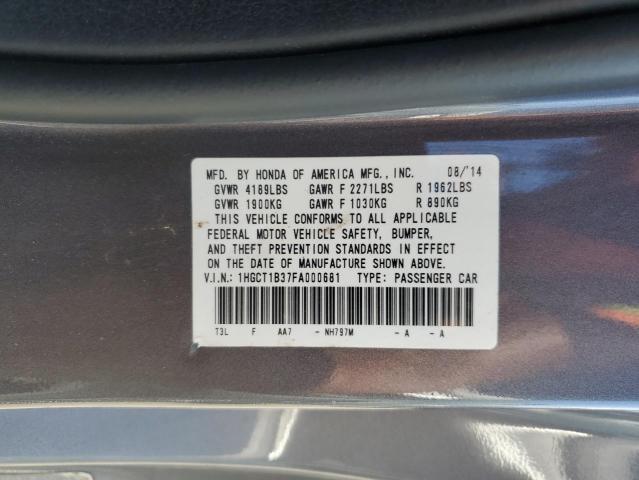 MFD. BY HONDA OF AMERICA MFG., INC. 08/'14
GVWR 4189LBS GAWR F 2271LBS R 1962LBS
GVWR 1900KG GAWR F 1030KG R 890KG
THIS VEHICLE CONFORMS TO ALL APPLICABLE
FEDERAL MOTOR VEHICLE SAFETY, BUMPER,
AND THEFT PREVENTION STANDARDS IN EFFECT
ON THE DATE OF MANUFACTURE SHOWN ABOVE.
V.I.N.: 1HGCT1B37FA000681 TYPE: PASSENGER CAR
T3L F AA7 - NH797M - A - A